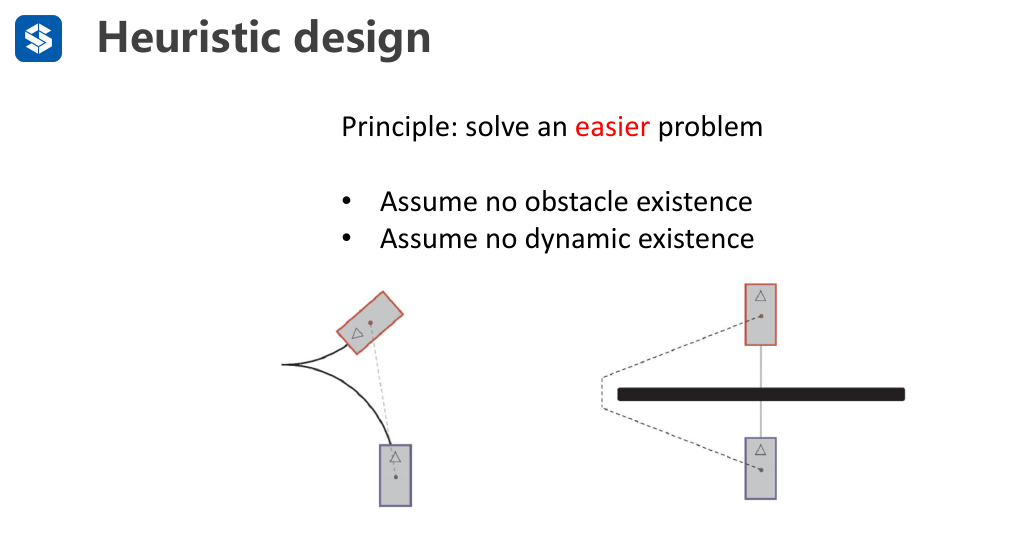 Heuristic design
Principle: solve an easier problem
• Assume no obstacle existence
• Assume no dynamic existence